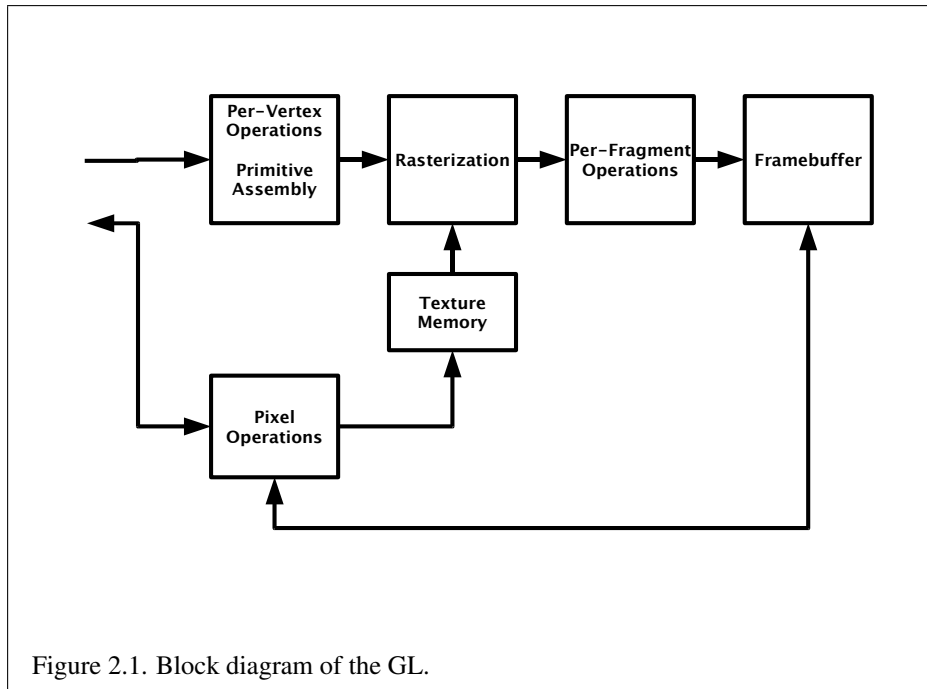 Per-Vertex
Operations
Primitive
Assembly
Rasterization
Per-Fragment
Operations
Framebuffer
Texture
Memory
Pixel
Operations
Figure 2.1. Block diagram of the GL.